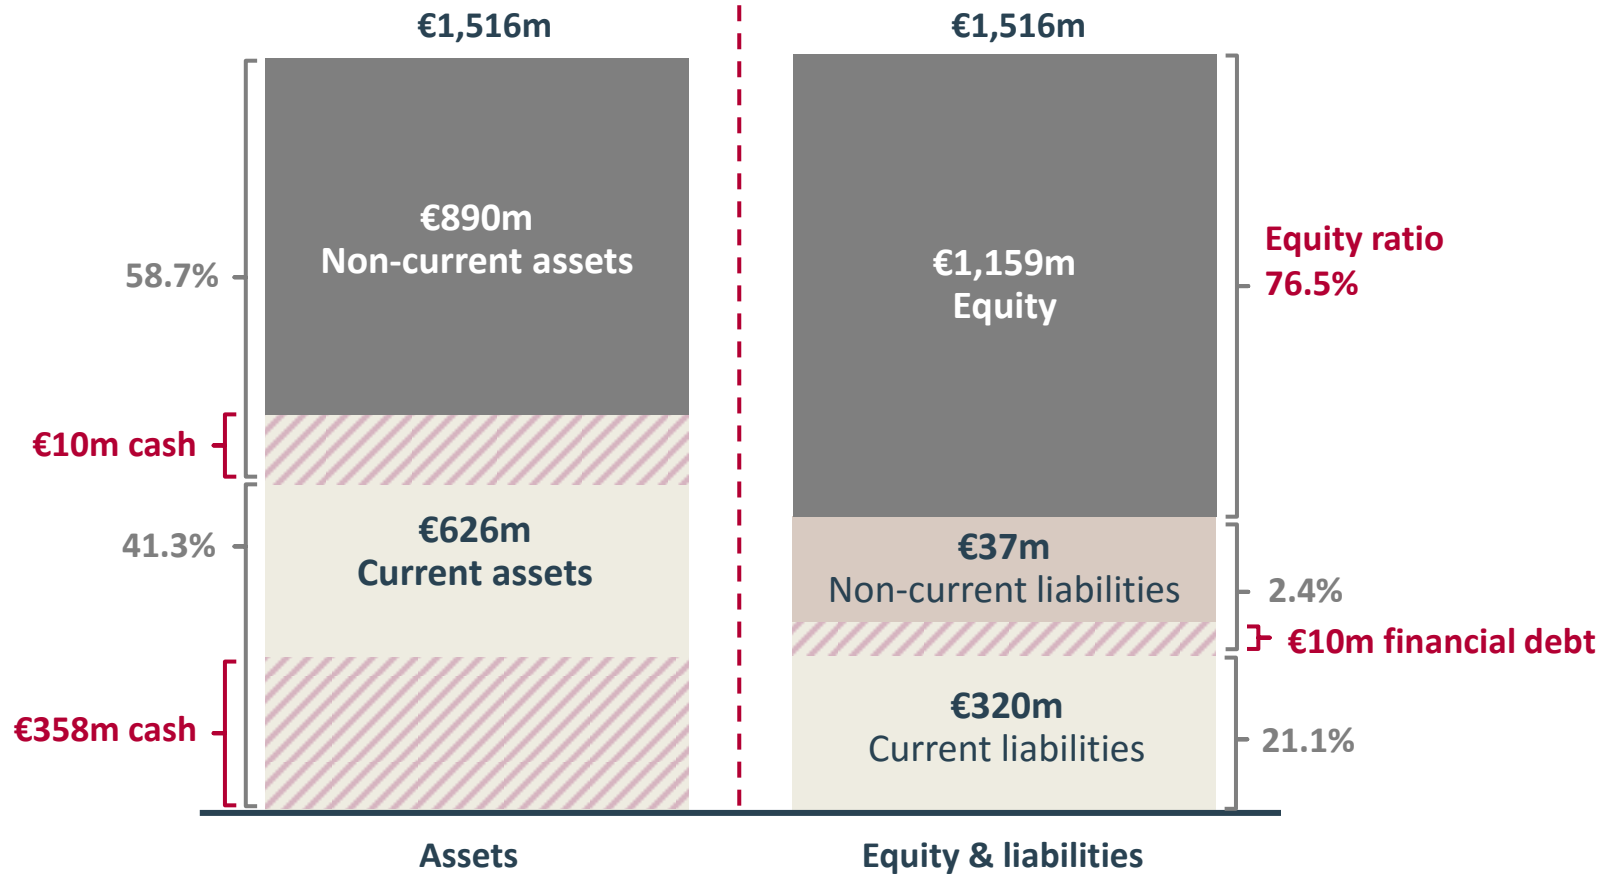 €1,516m
€890m
Non-current assets
58.7%
€10m cash
€626m
Current assets
41.3%
€358m cash
Assets
€1,516m
€1,159m
Equity
Equity ratio
76.5%
€37m
Non-current liabilities
2.4%
€10m financial debt
€320m
Current liabilities
21.1%
Equity & liabilities